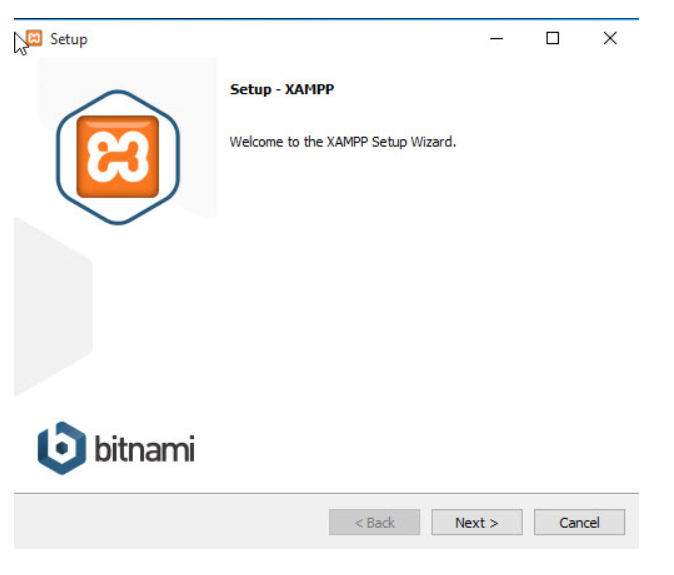 Setup
Setup - XAMPP
Welcome to the XAMPP Setup Wizard.
bitnami
< Back
Next >
Cancel